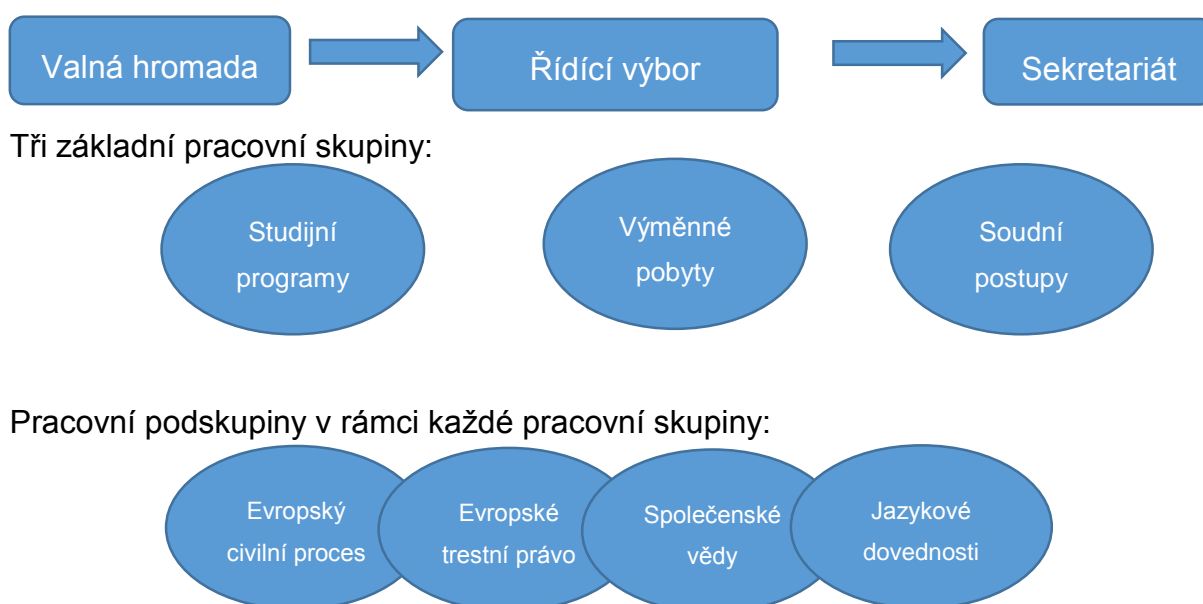 Valná hromada
Řídící výbor
Sekretariát
Tři základní pracovní skupiny:
Studijní
programy
Výměnné
pobyty
Soudní
postupy
Pracovní podskupiny v rámci každé pracovní skupiny:
Evropský
civilní proces
Evropské
trestní právo
Společenské
vědy
Jazykové
dovednosti